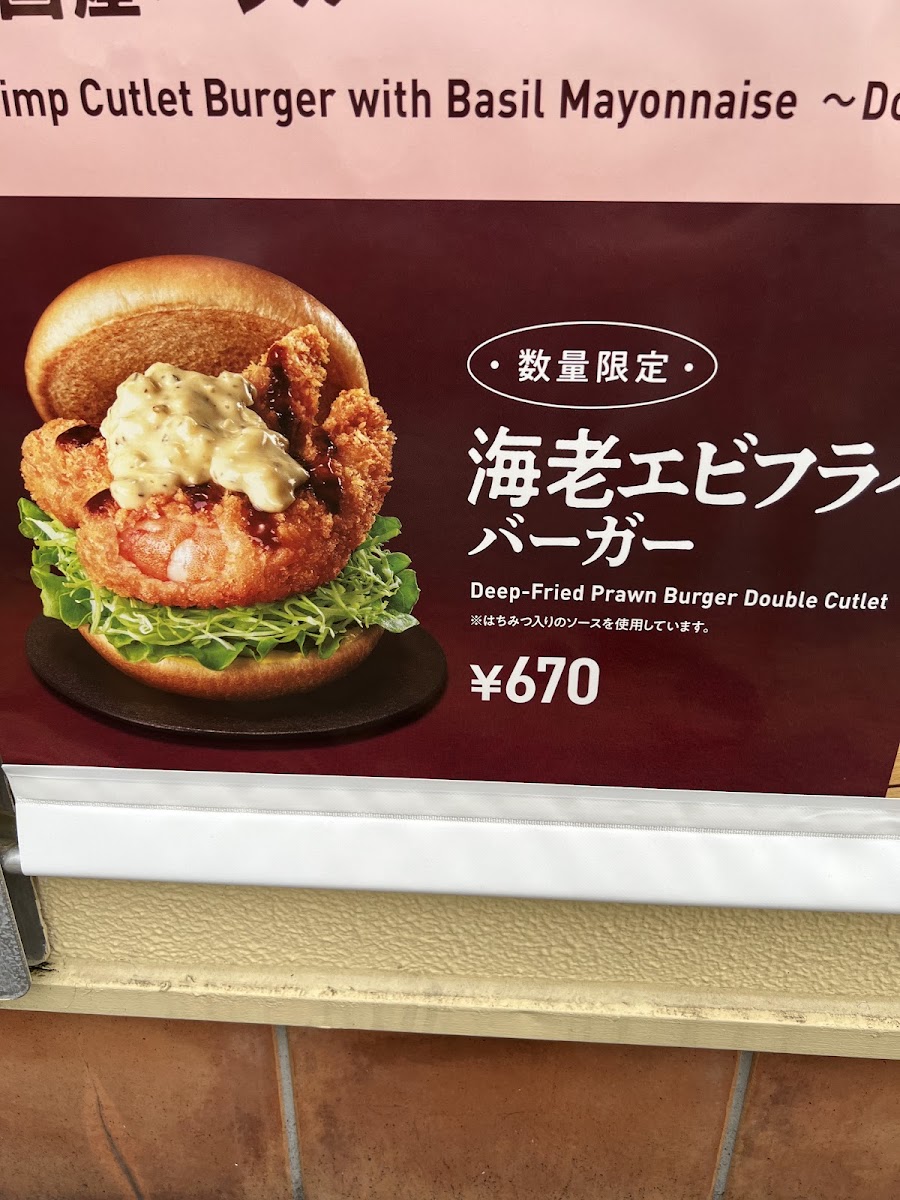 Cutlet Burger with Basil Mayonnaise ～
数量限定
海老エビフラ
バーガー
Deep-Fried Prawn Burger Double Cutlet
※はちみつ入りのソースを使用しています。
¥670